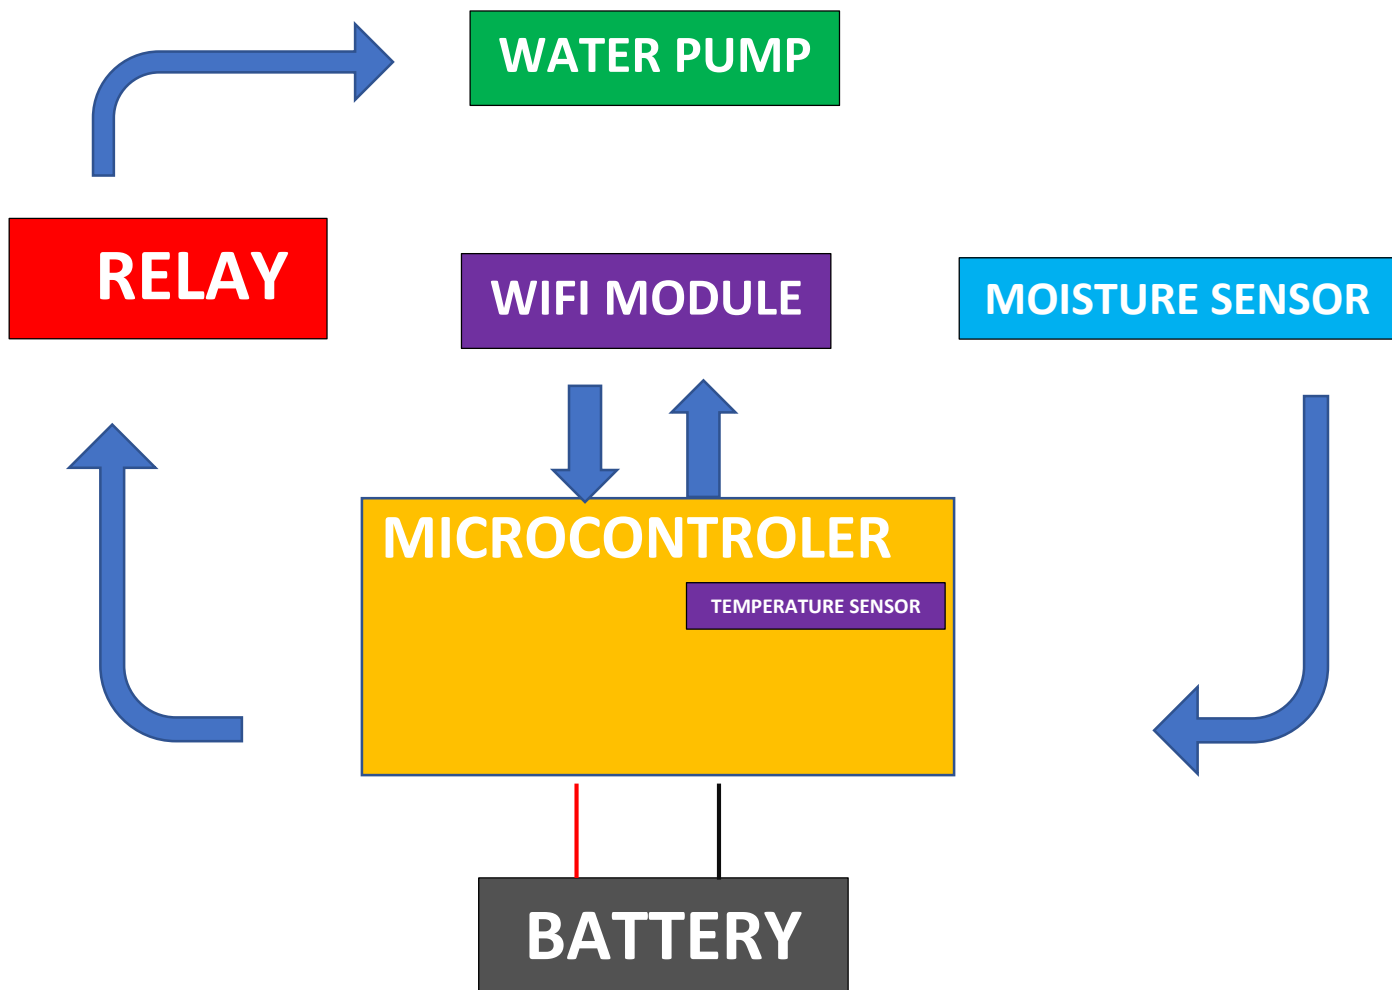 WATER PUMP
RELAY
WIFI MODULE
MOISTURE SENSOR
MICROCONTROLER
TEMPERATURE SENSOR
BATTERY